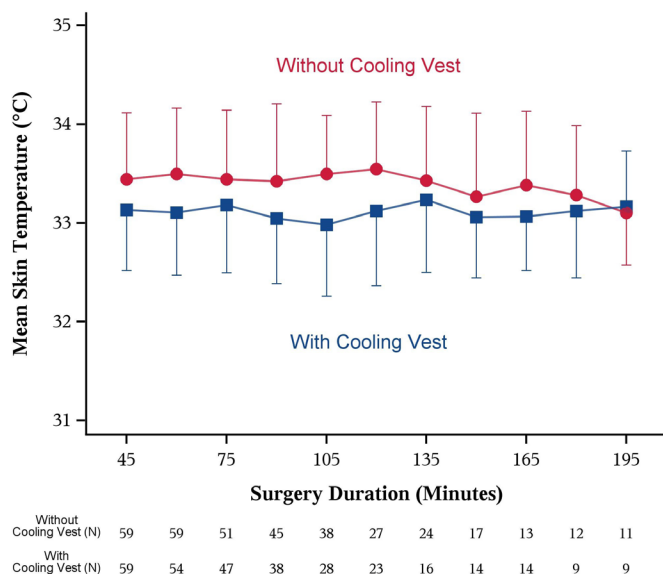 35
Without Cooling Vest
34
33
32
With Cooling Vest
31
Mean Skin Temperature (°C)
45 75 105 135 165 195
Surgery Duration (Minutes)
Without
Cooling Vest (N) 59 59 51 45 38 27 24 17 13 12 11
With
Cooling Vest (N) 59 54 47 38 28 23 16 14 14 9 9